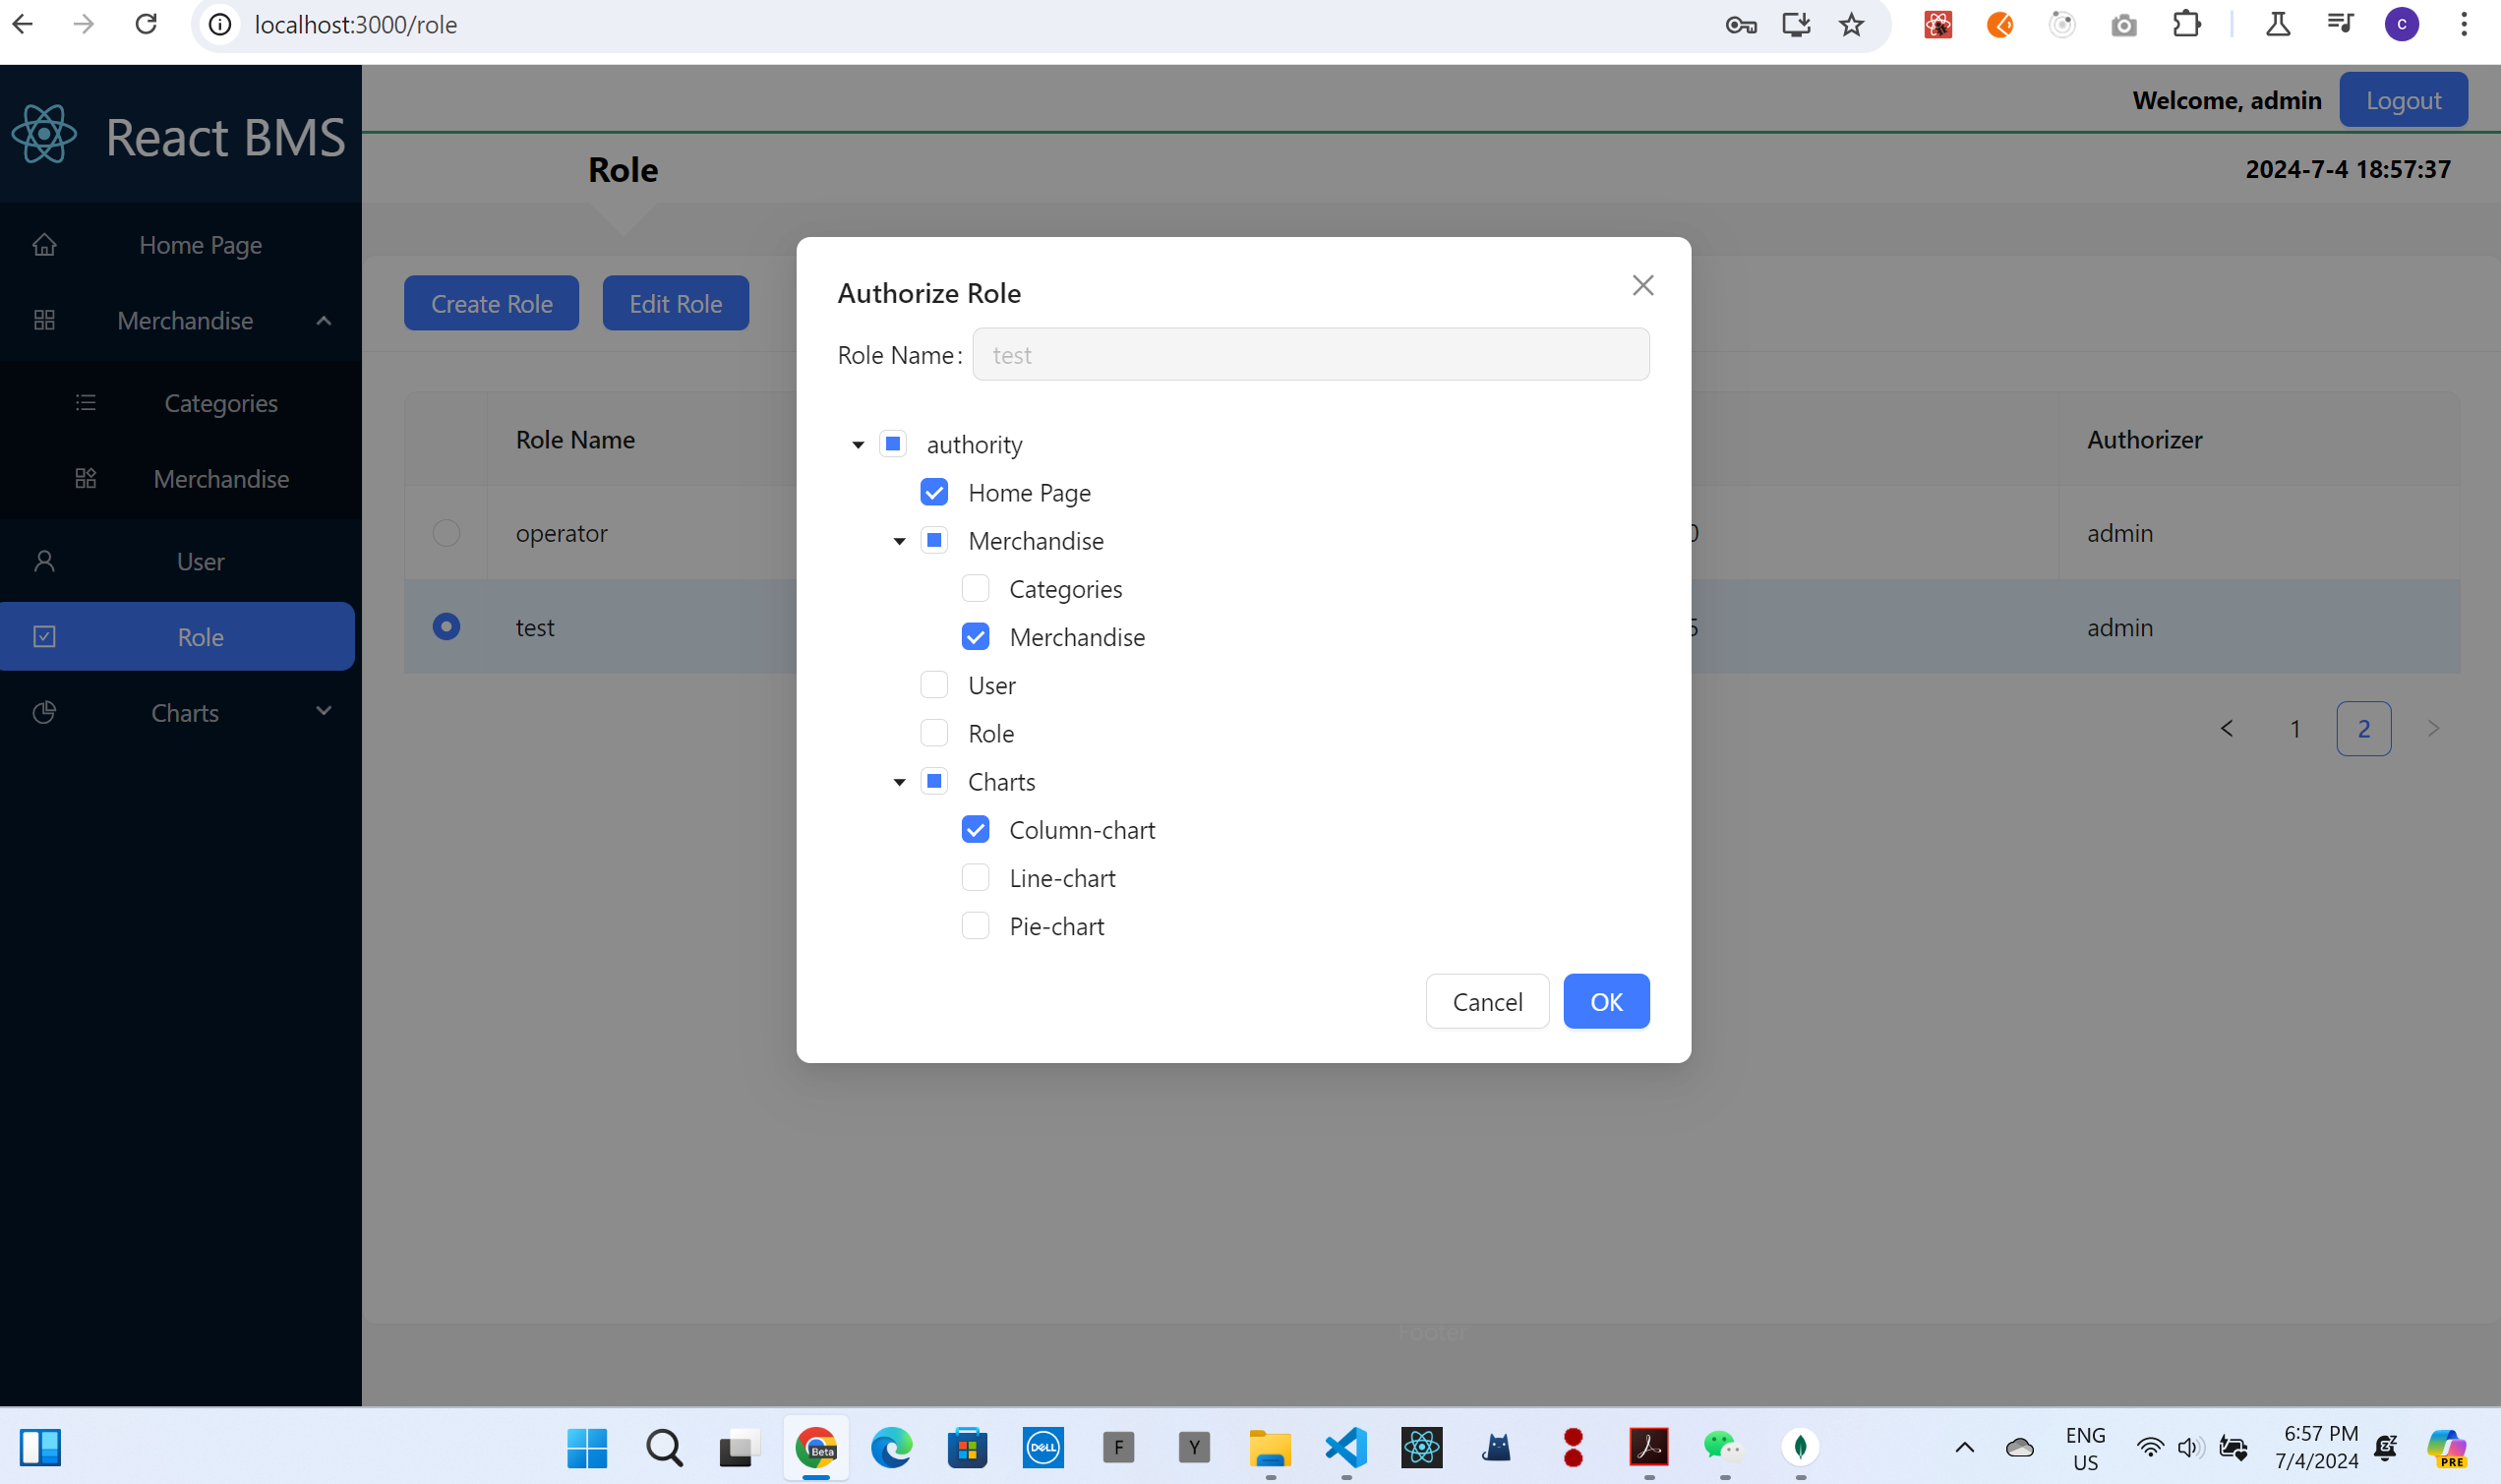 localhost:3000/role
C
React BMS
Welcome, admin
Logout
Role
2024-7-4 18:57:37
Home Page
Merchandise
Categories
Merchandise
User
Role
Charts
Create Role
Edit Role
Role Name
Authorizer
operator
admin
test
admin
1
2
Authorize Role
Role Name:
test
authority
Home Page
Merchandise
Categories
Merchandise
User
Role
Charts
Column-chart
Line-chart
Pie-chart
Cancel
OK
Footer
Beta
DELL
F
Y
ENG
US
6:57 PM
7/4/2024
PRE